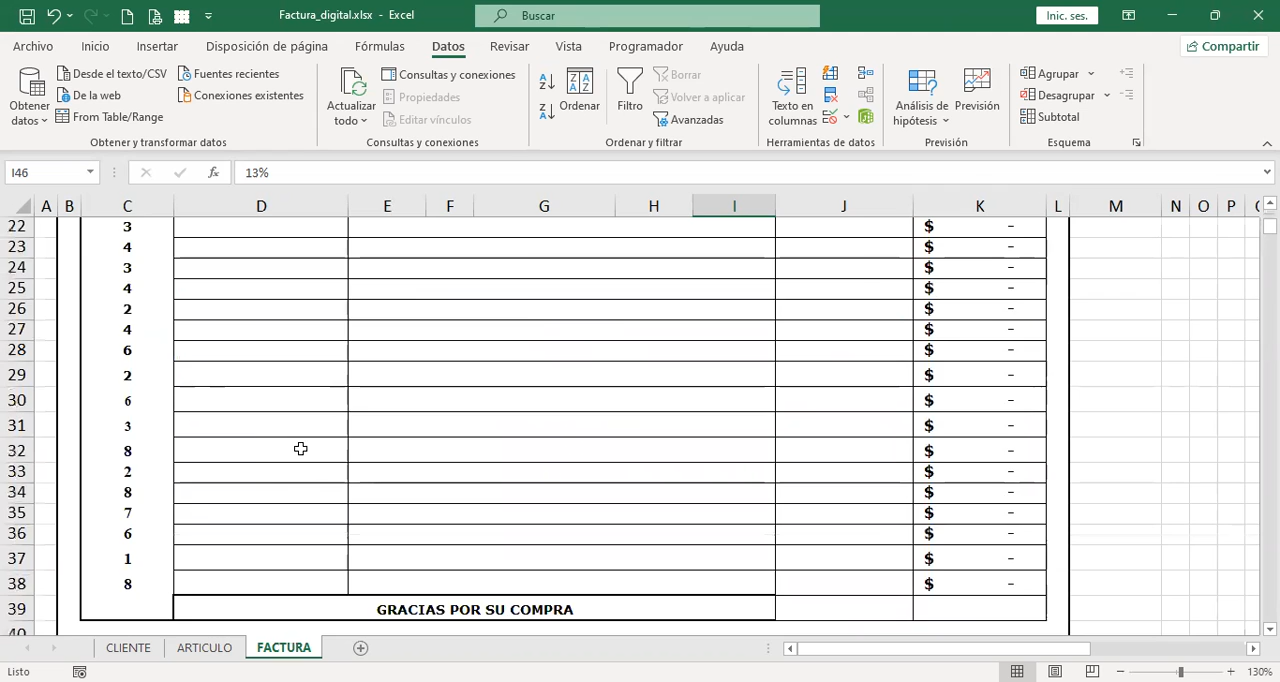 Factura_digital.xlsx - Excel
Buscar
Inic. ses.
Archivo Inicio Insertar Disposición de página Fórmulas Datos Revisar Vista Programador Ayuda
Compartir
Obtener datos
Desde el texto/CSV
De la web
From Table/Range
Fuentes recientes
Conexiones existentes
Obtener y transformar datos
Actualizar todo
Consultas y conexiones
Propiedades
Editar vínculos
Consultas y conexiones
Ordenar
Filtro
Borrar
Volver a aplicar
Avanzadas
Ordenar y filtrar
Texto en columnas
Herramientas de datos
Análisis de hipótesis
Previsión
Previsión
Agrupar
Desagrupar
Subtotal
Esquema
I46 fx 13%
A B C D E F G H I J K L M N O P
22 3 $ -
23 4 $ -
24 3 $ -
25 4 $ -
26 2 $ -
27 4 $ -
28 6 $ -
29 2 $ -
30 6 $ -
31 3 $ -
32 8 $ -
33 2 $ -
34 8 $ -
35 7 $ -
36 6 $ -
37 1 $ -
38 8 $ -
39 GRACIAS POR SU COMPRA
40
CLIENTE ARTICULO FACTURA
Listo
130%